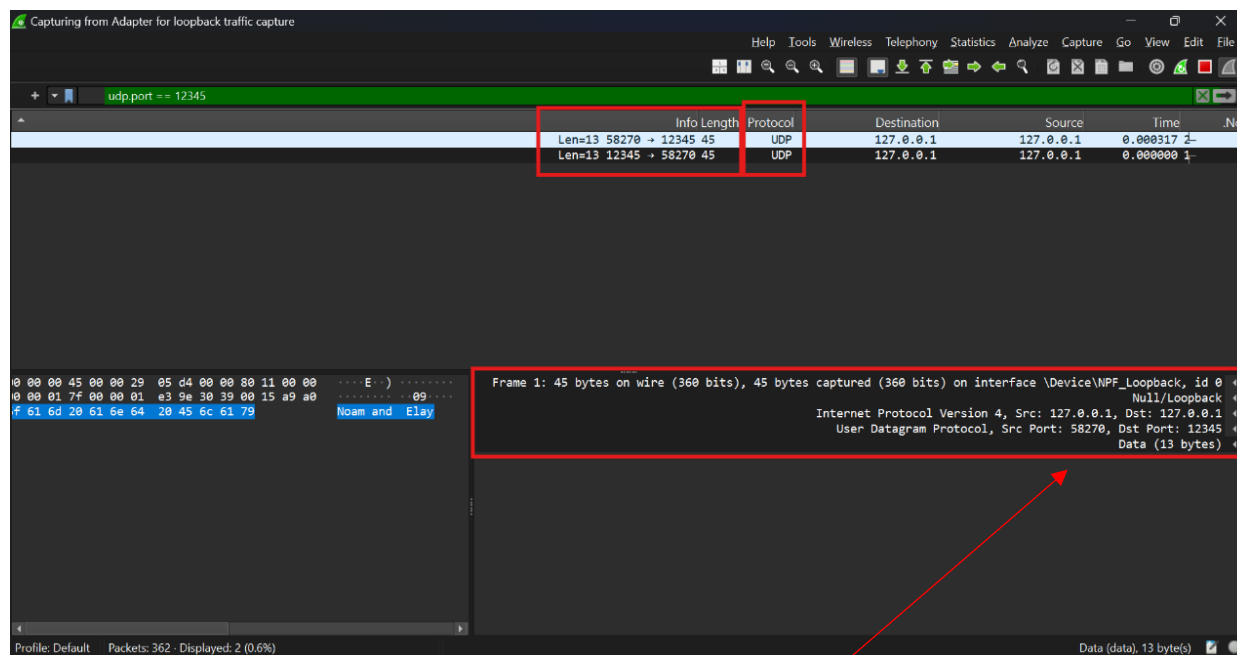 Capturing from Adapter for loopback traffic capture
Help Tools Wireless Telephony Statistics Analyze Capture Go View Edit File
udp.port == 12345
Info Length Protocol Destination Source Time .No
Len=13 58270 → 12345 45 UDP 127.0.0.1 127.0.0.1 0.000317 2
Len=13 12345 → 58270 45 UDP 127.0.0.1 127.0.0.1 0.000000 1
00 00 00 45 00 00 29 05 d4 00 00 80 11 00 00 ····E··) ········
00 00 01 7f 00 00 01 e3 9e 30 39 00 15 a9 a0 ········ ··09····
6f 61 6d 20 61 6e 64 20 45 6c 61 79 Noam and Elay
Frame 1: 45 bytes on wire (360 bits), 45 bytes captured (360 bits) on interface \Device\NPF_Loopback, id 0
Null/Loopback
Internet Protocol Version 4, Src: 127.0.0.1, Dst: 127.0.0.1
User Datagram Protocol, Src Port: 58270, Dst Port: 12345
Data (13 bytes)
Profile: Default Packets: 362 · Displayed: 2 (0.6%) Data (data), 13 byte(s)